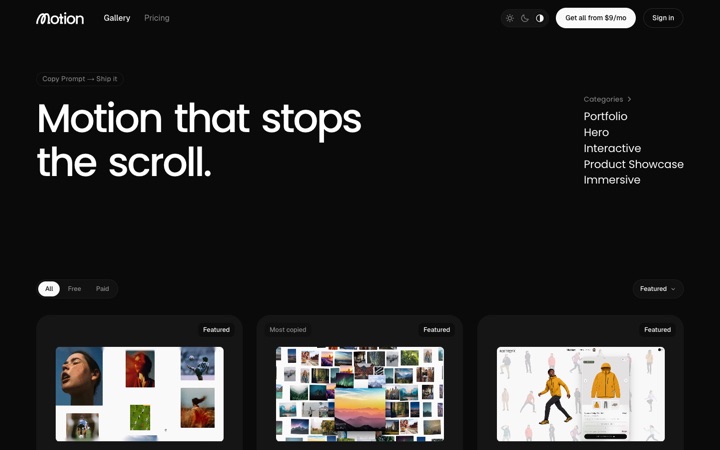 Motion
Gallery
Pricing
Get all from $9/mo
Sign in
Copy Prompt → Ship it
Motion that stops
the scroll.
Categories >
Portfolio
Hero
Interactive
Product Showcase
Immersive
All
Free
Paid
Featured
Featured
Most copied
Featured
Featured